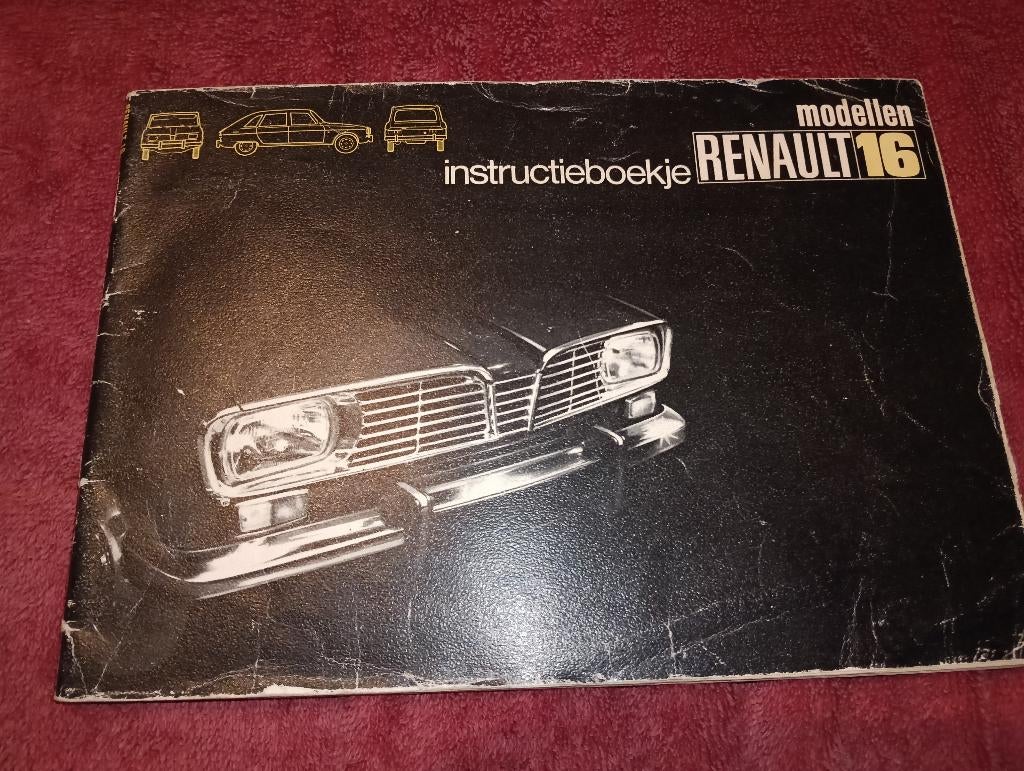 modellen
instructieboekje RENAULT 16